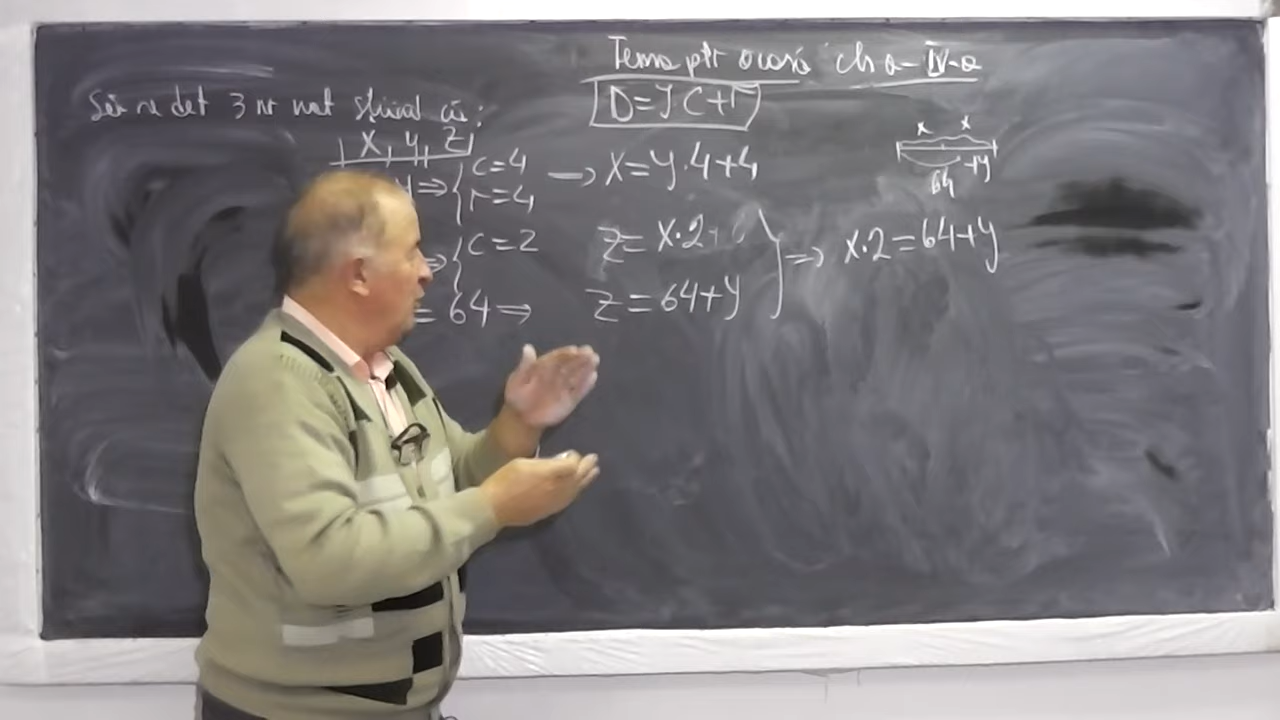 Tema ptr acasă cls a-IV-a
Să se det 3 nr nat știind că:
D=Î·C+r
x, y, z
c=4
r=4
→ x=y·4+4
c=2
z=x·2+0
= 64 ⇒ z=64+y
⇒ x·2=64+y
x x
64 +y